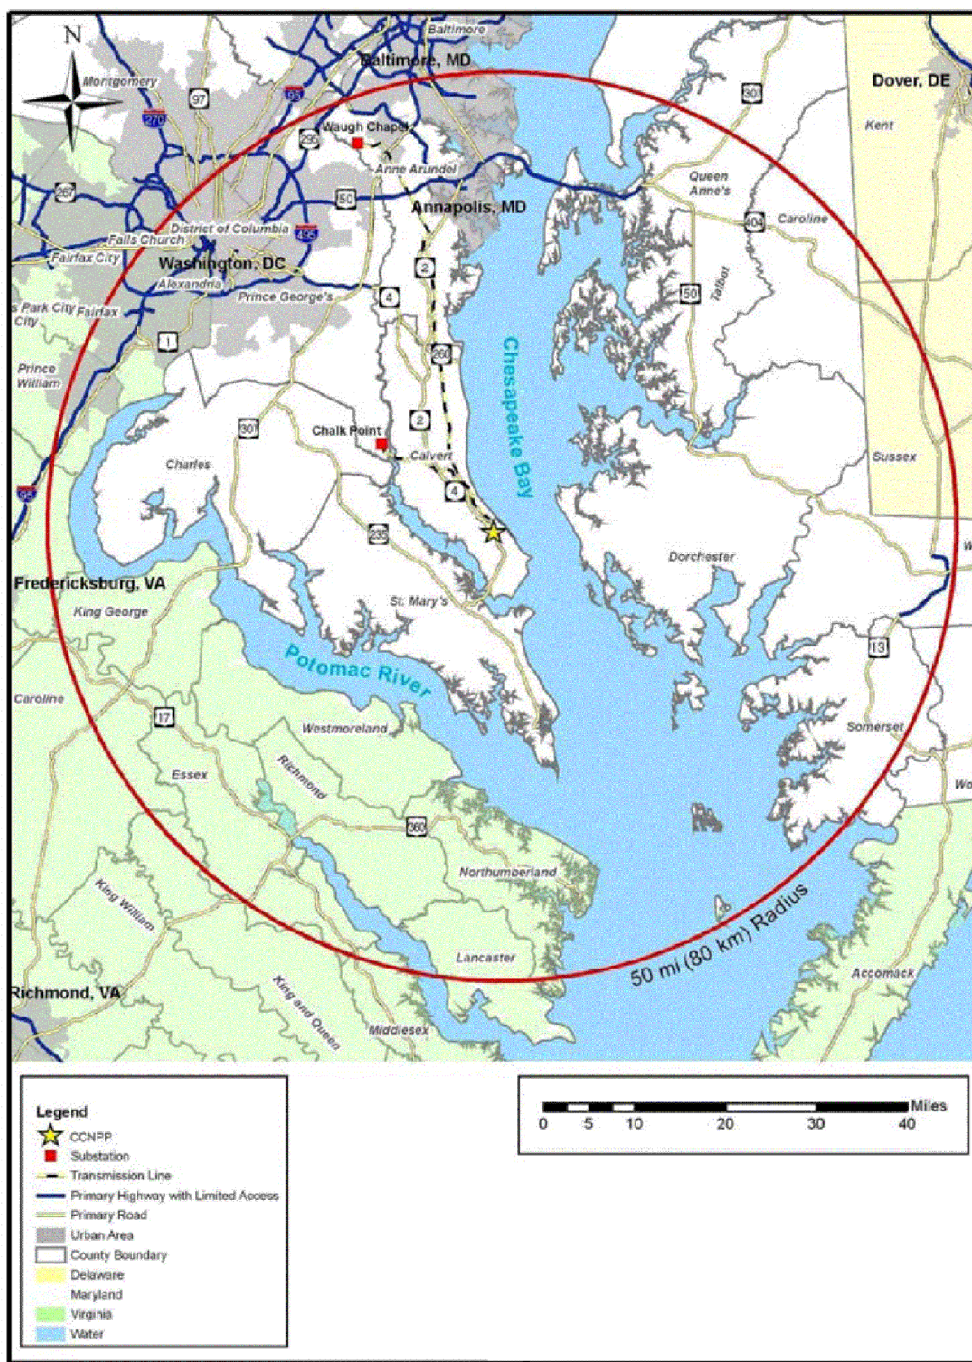 N
Baltimore
Baltimore, MD
Montgomery
Dover, DE
97
95
301
270
Kent
Waugh Chapel
295
Anne Arundel
Queen
Anne's
267
50
Annapolis, MD
404
Caroline
District of Columbia
Falls Church
495
Fairfax City
Washington, DC
2
Alexandria
Prince George's
Talbot
50
4
s Park City
City
Fairfax
1
260
Chesapeake Bay
Prince
William
2
301
Chalk Point
Calvert
Sussex
Charles
4
95
235
W
Dorchester
Fredericksburg, VA
St. Mary's
King George
13
Potomac River
Caroline
17
Westmoreland
Somerset
Essex
Richmond
Wo
360
Northumberland
King William
50 mi (80 km) Radius
Lancaster
Accomack
Richmond, VA
King and Queen
Middlesex
Legend
CCNPP
Substation
Transmission Line
Primary Highway with Limited Access
Primary Road
Urban Area
County Boundary
Delaware
Maryland
Virginia
Water
Miles
0 5 10 20 30 40